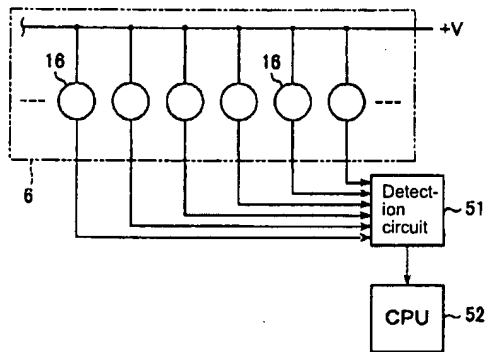 +V
16
16
6
Detect-
ion
circuit
51
CPU
52